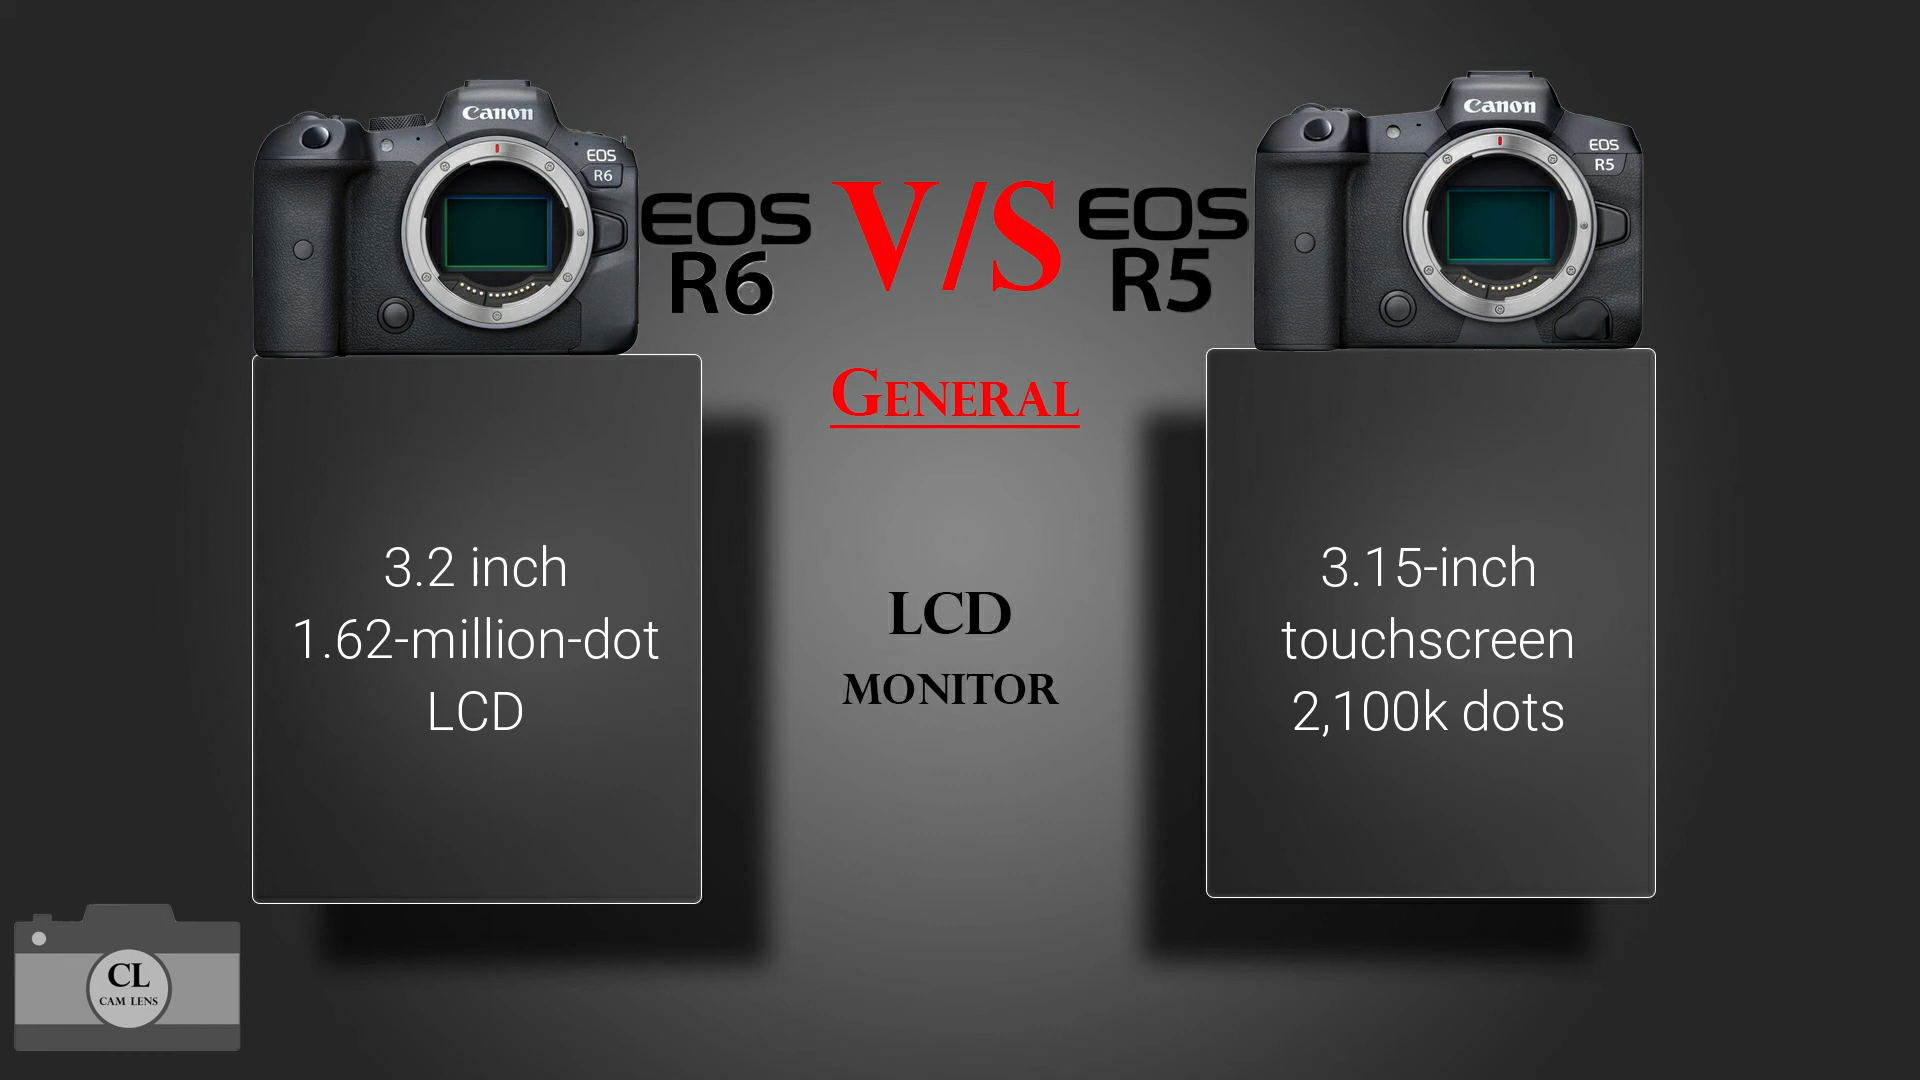 Canon
EOS
R6
EOS
R6
V/S
EOS
R5
Canon
EOS
R5
GENERAL
3.2 inch
1.62-million-dot
LCD
LCD
MONITOR
3.15-inch
touchscreen
2,100k dots
CL
CAM LENS